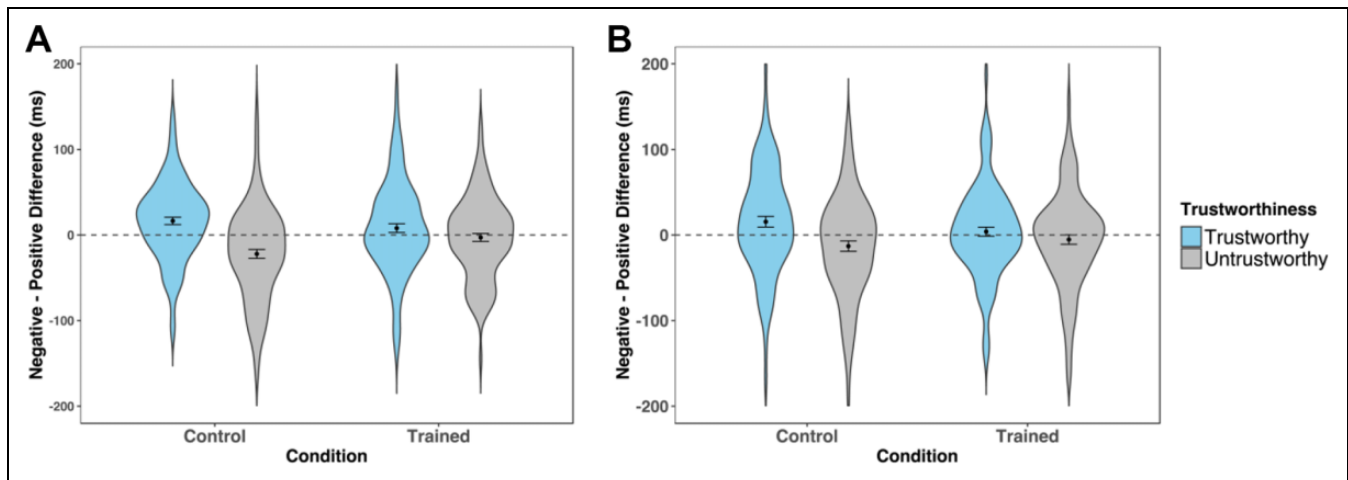 A
Negative - Positive Difference (ms)
200
100
0
-100
-200
Control
Trained
Condition
B
Negative - Positive Difference (ms)
200
100
0
-100
-200
Control
Trained
Condition
Trustworthiness
Trustworthy
Untrustworthy